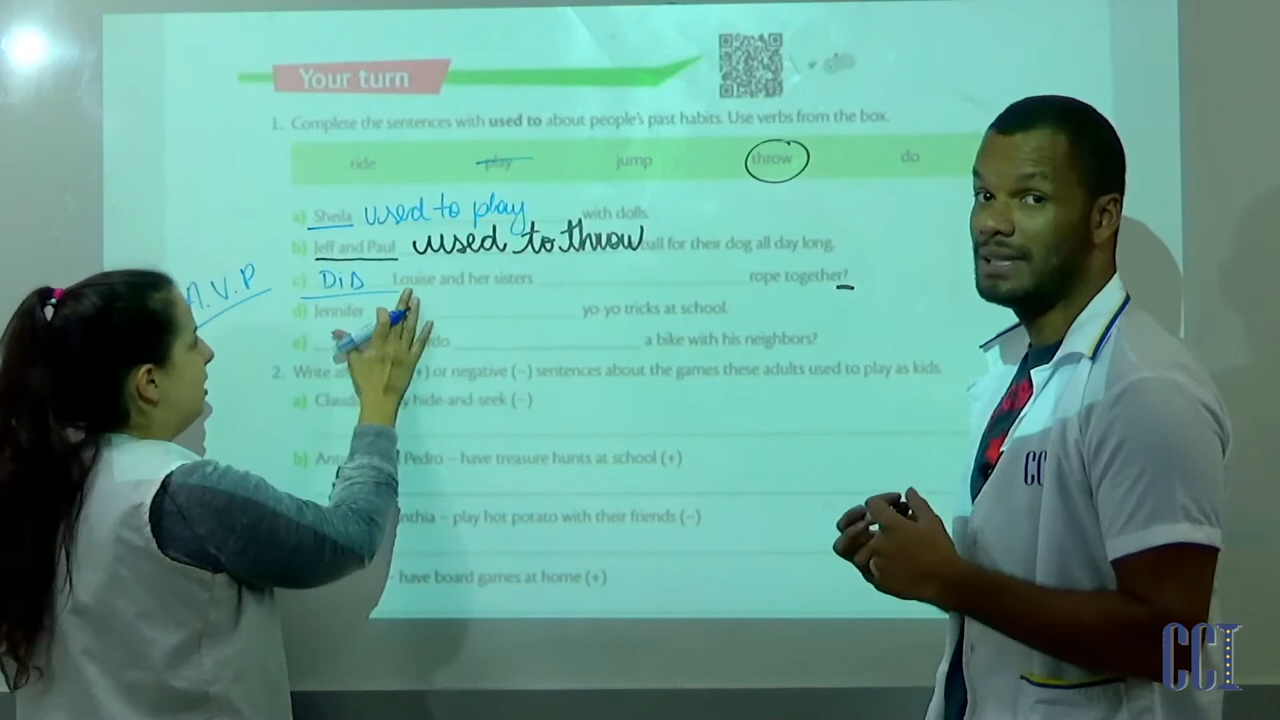 Your turn
1. Complete the sentences with used to about people's past habits. Use verbs from the box.
ride play jump throw do
a) Sheila used to play with dolls.
b) Jeff and Paul used to throw ball for their dog all day long.
A.V.P
c) DiD Louise and her sisters rope together?
d) Jennifer yo-yo tricks at school.
e) a bike with his neighbors?
2. Write or negative (-) sentences about the games these adults used to play as kids.
a) hide-and-seek (-)
b) Pedro - have treasure hunts at school (+)
- play hot potato with their friends (-)
- have board games at home (+)
CCI
CCI